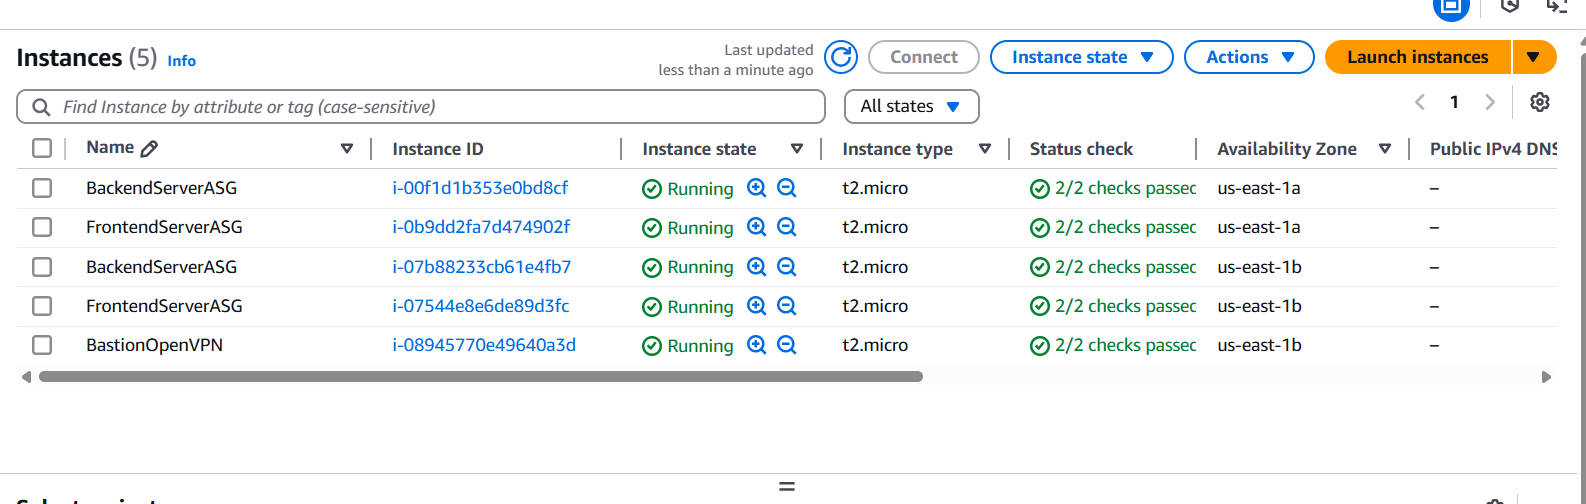 Instances (5) Info
Last updated
less than a minute ago
Connect
Instance state
Actions
Launch instances
Find Instance by attribute or tag (case-sensitive)
All states
1
Name Instance ID Instance state Instance type Status check Availability Zone Public IPv4 DNS
BackendServerASG i-00f1d1b353e0bd8cf Running t2.micro 2/2 checks passed us-east-1a –
FrontendServerASG i-0b9dd2fa7d474902f Running t2.micro 2/2 checks passed us-east-1a –
BackendServerASG i-07b88233cb61e4fb7 Running t2.micro 2/2 checks passed us-east-1b –
FrontendServerASG i-07544e8e6de89d3fc Running t2.micro 2/2 checks passed us-east-1b –
BastionOpenVPN i-08945770e49640a3d Running t2.micro 2/2 checks passed us-east-1b –